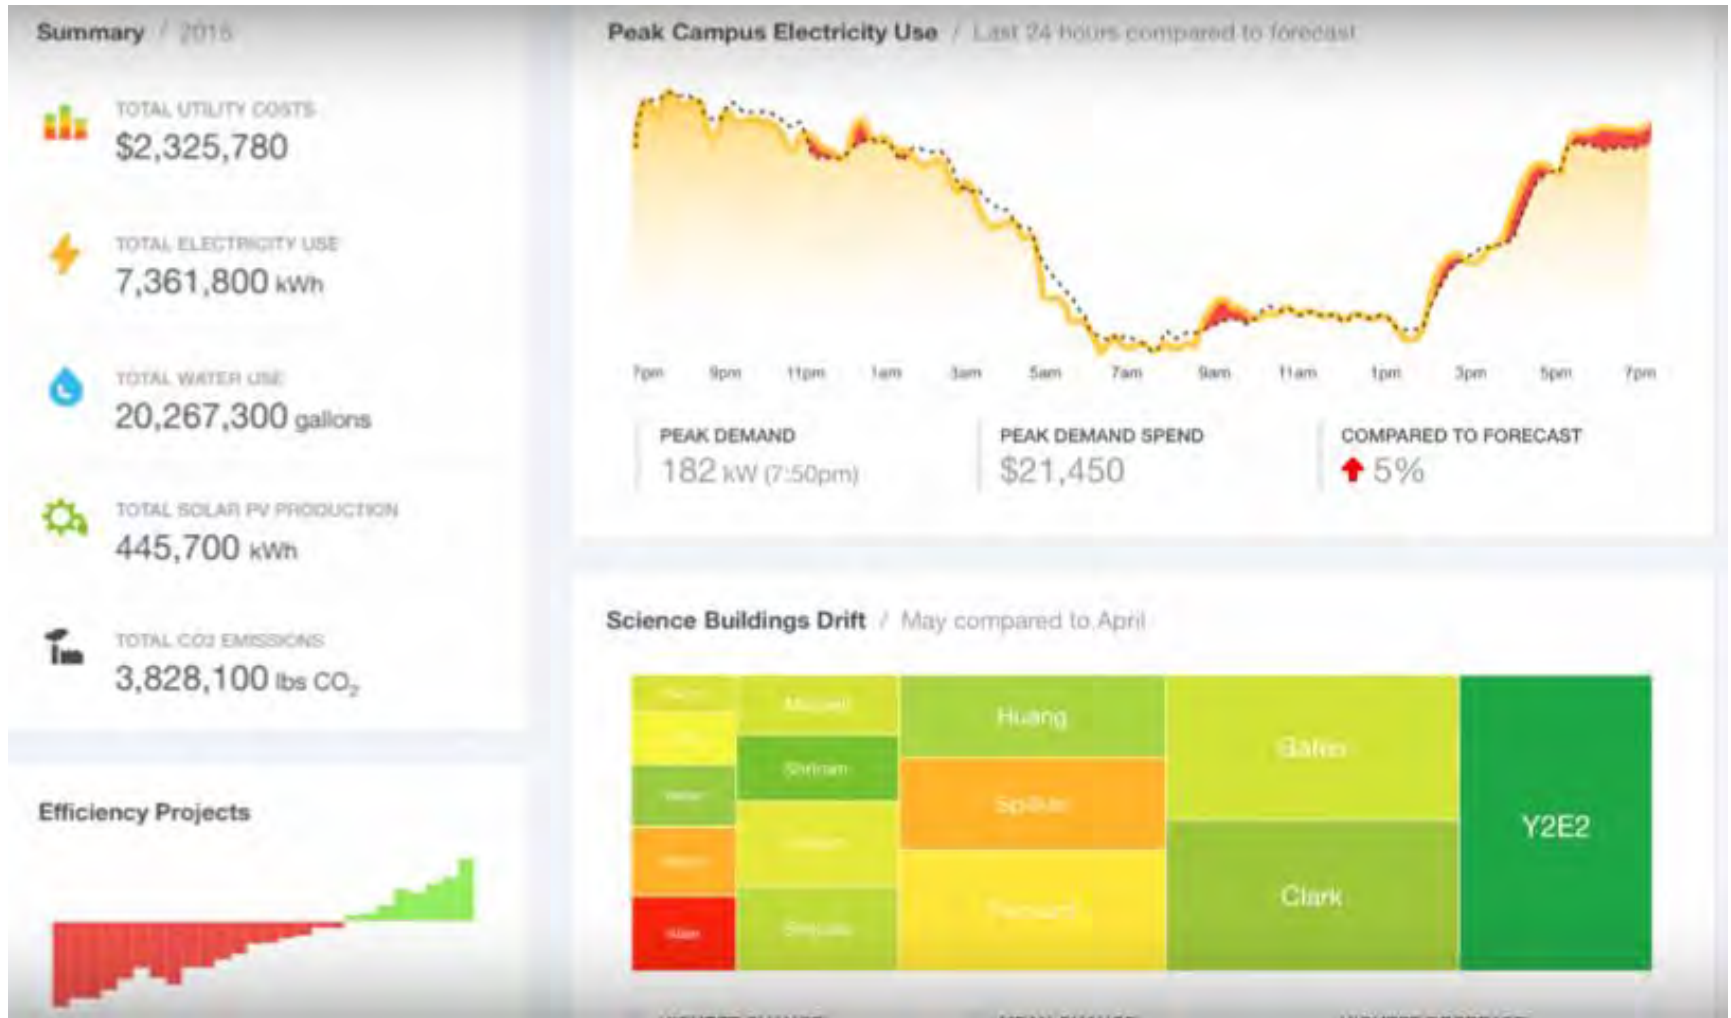 Summary / 2015
TOTAL UTILITY COSTS
$2,325,780
TOTAL ELECTRICITY USE
7,361,800 kWh
TOTAL WATER USE
20,267,300 gallons
TOTAL SOLAR PV PRODUCTION
445,700 kWh
TOTAL CO2 EMISSIONS
3,828,100 lbs CO₂
Efficiency Projects
Peak Campus Electricity Use / Last 24 hours compared to forecast
7pm 9pm 11pm 1am 3am 5am 7am 9am 11am 1pm 3pm 5pm 7pm
PEAK DEMAND
182 kW (7:50pm)
PEAK DEMAND SPEND
$21,450
COMPARED TO FORECAST
5%
Science Buildings Drift / May compared to April
Shriram
Huang
Clark
Y2E2